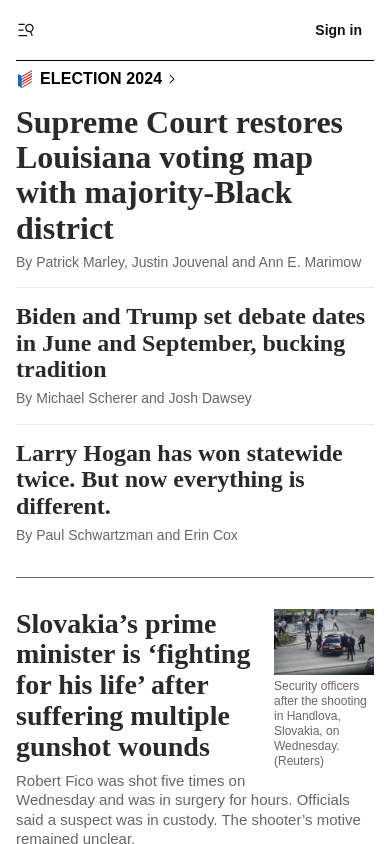 Sign in
ELECTION 2024
Supreme Court restores
Louisiana voting map
with majority-Black
district
By Patrick Marley, Justin Jouvenal and Ann E. Marimow
Biden and Trump set debate dates
in June and September, bucking
tradition
By Michael Scherer and Josh Dawsey
Larry Hogan has won statewide
twice. But now everything is
different.
By Paul Schwartzman and Erin Cox
Slovakia’s prime
minister is ‘fighting
for his life’ after
suffering multiple
gunshot wounds
Security officers
after the shooting
in Handlova,
Slovakia, on
Wednesday.
(Reuters)
Robert Fico was shot five times on
Wednesday and was in surgery for hours. Officials
said a suspect was in custody. The shooter’s motive
remained unclear.